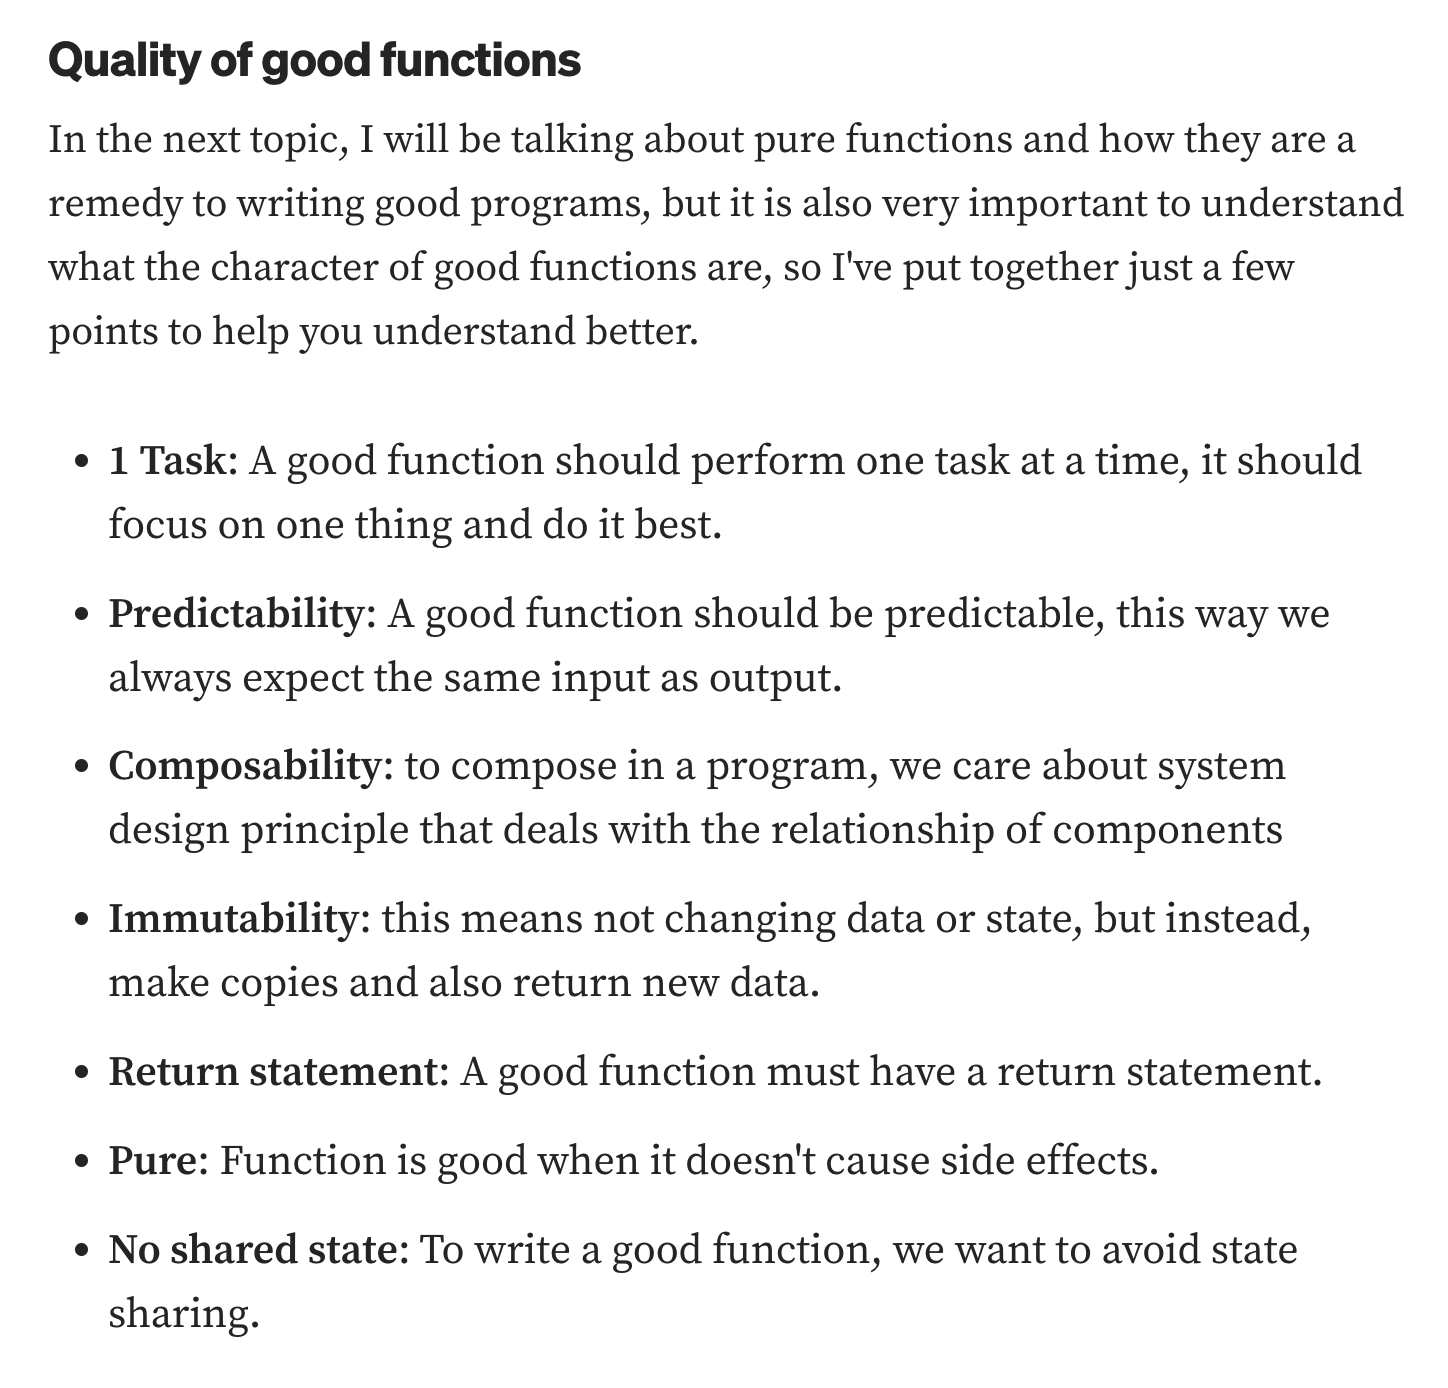 Quality of good functions
In the next topic, I will be talking about pure functions and how they are a
remedy to writing good programs, but it is also very important to understand
what the character of good functions are, so I've put together just a few
points to help you understand better.
• 1 Task: A good function should perform one task at a time, it should
focus on one thing and do it best.
• Predictability: A good function should be predictable, this way we
always expect the same input as output.
• Composability: to compose in a program, we care about system
design principle that deals with the relationship of components
• Immutability: this means not changing data or state, but instead,
make copies and also return new data.
• Return statement: A good function must have a return statement.
• Pure: Function is good when it doesn't cause side effects.
• No shared state: To write a good function, we want to avoid state
sharing.